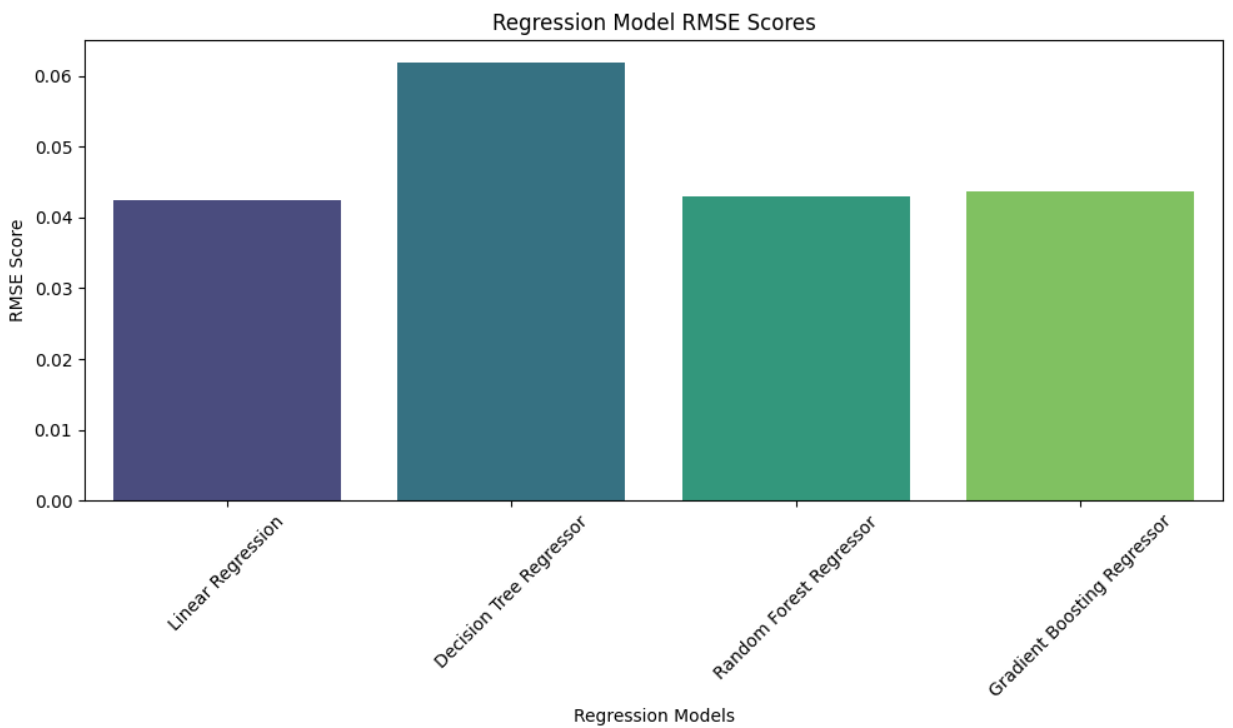 Regression Model RMSE Scores
RMSE Score
0.06
0.05
0.04
0.03
0.02
0.01
0.00
Linear Regression
Decision Tree Regressor
Random Forest Regressor
Gradient Boosting Regressor
Regression Models